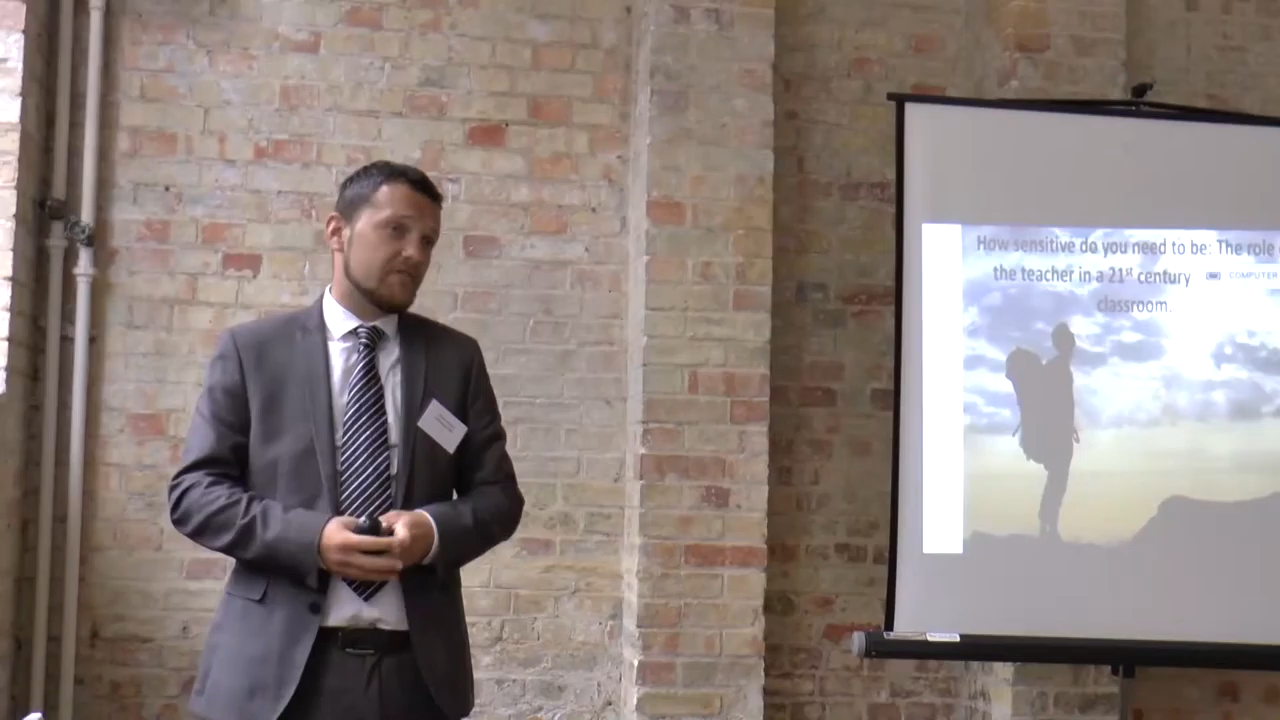 How sensitive do you need to be: The role
the teacher in a 21st century
COMPUTER
classroom.